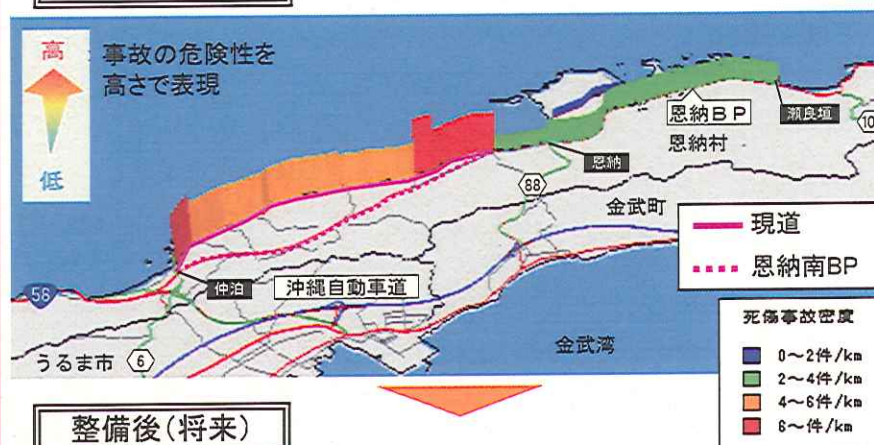 高
事故の危険性を
高さで表現
低
恩納BP
瀬良垣
恩納村
恩納
88
金武町
現道
恩納南BP
58
仲泊
沖縄自動車道
死傷事故密度
うるま市
6
金武湾
0～2件/km
2～4件/km
4～6件/km
6～件/km
整備後(将来)